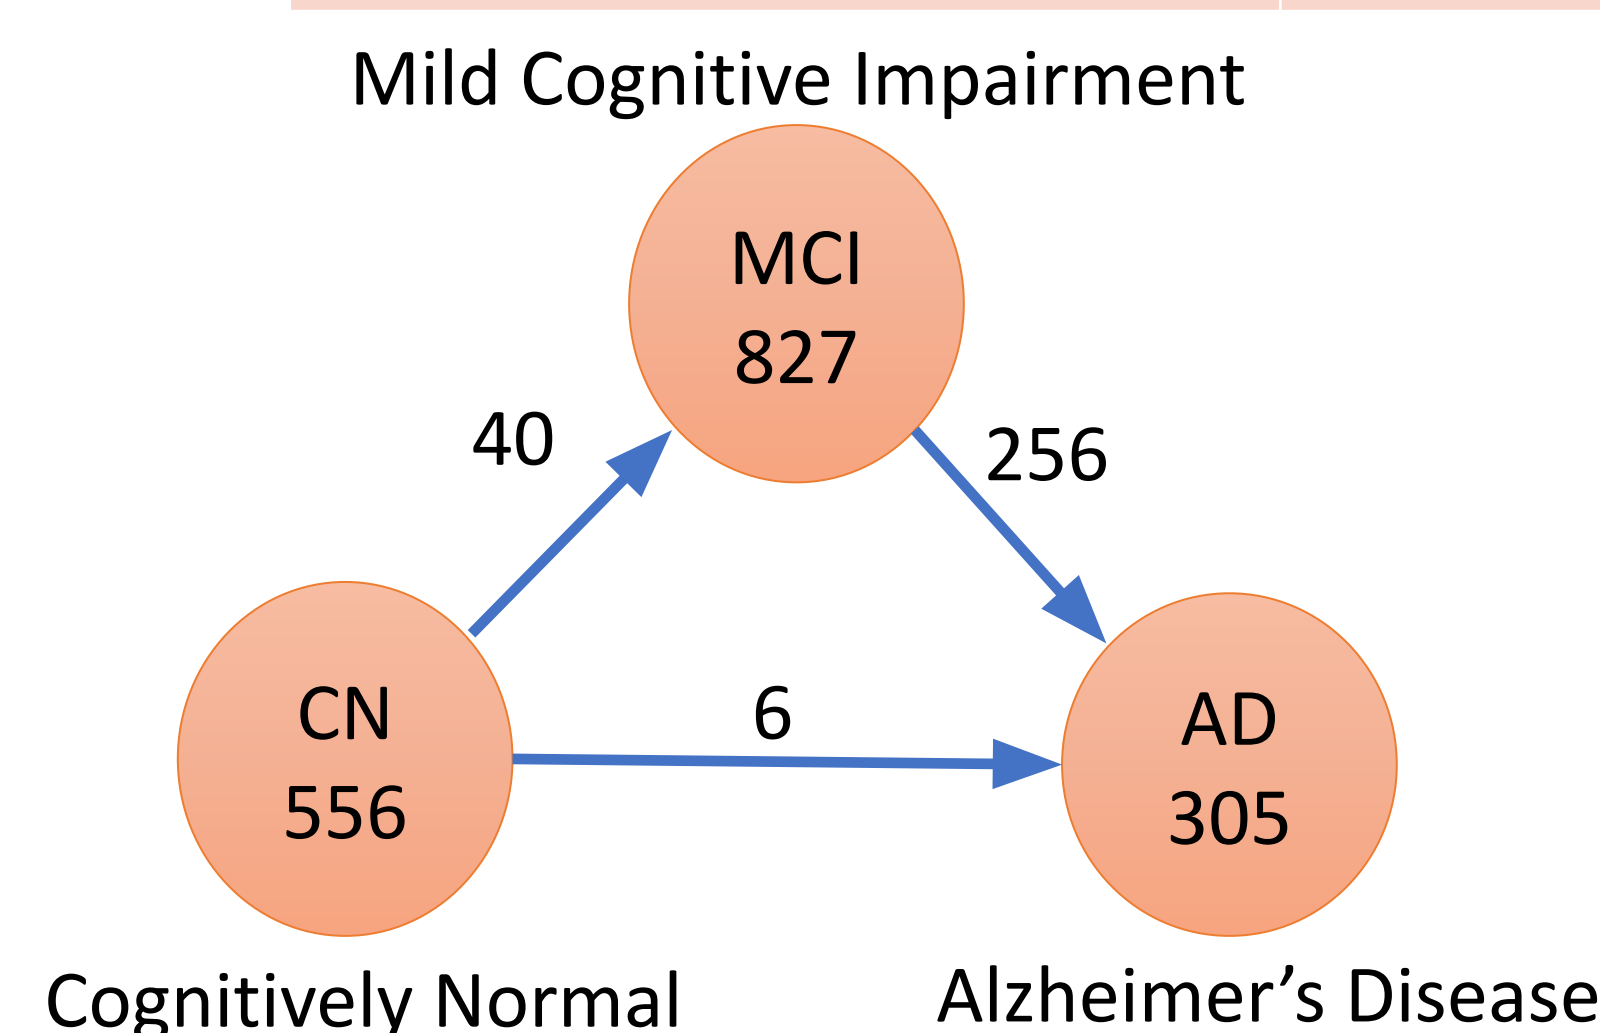 Mild Cognitive Impairment
MCI
827
40
256
CN
556
6
AD
305
Cognitively Normal
Alzheimer’s Disease